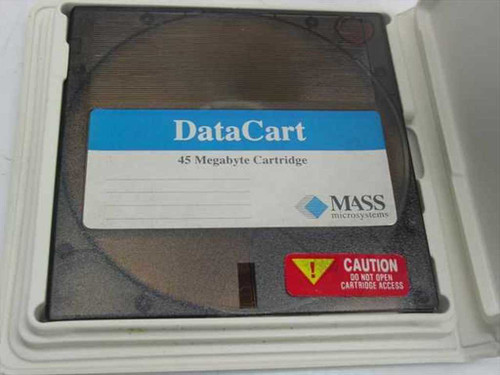 DataCart
45 Megabyte Cartridge
MASS
microsystems
CAUTION
DO NOT OPEN
CARTRIDGE ACCESS